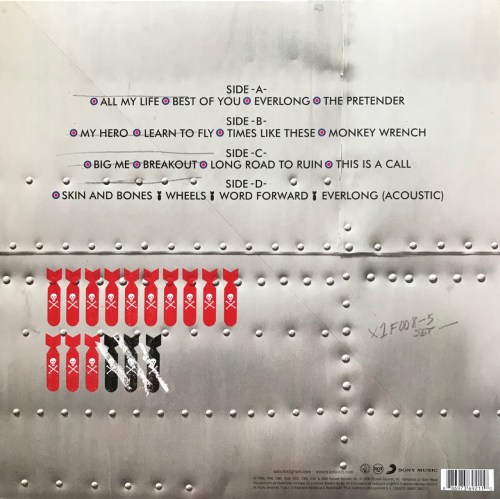 SIDE -A-
ALL MY LIFE BEST OF YOU EVERLONG THE PRETENDER
SIDE -B-
MY HERO LEARN TO FLY TIMES LIKE THESE MONKEY WRENCH
SIDE -C-
BIG ME BREAKOUT LONG ROAD TO RUIN THIS IS A CALL
SIDE -D-
SKIN AND BONES WHEELS WORD FORWARD EVERLONG (ACOUSTIC)
X1F008-5
SET
SONY MUSIC